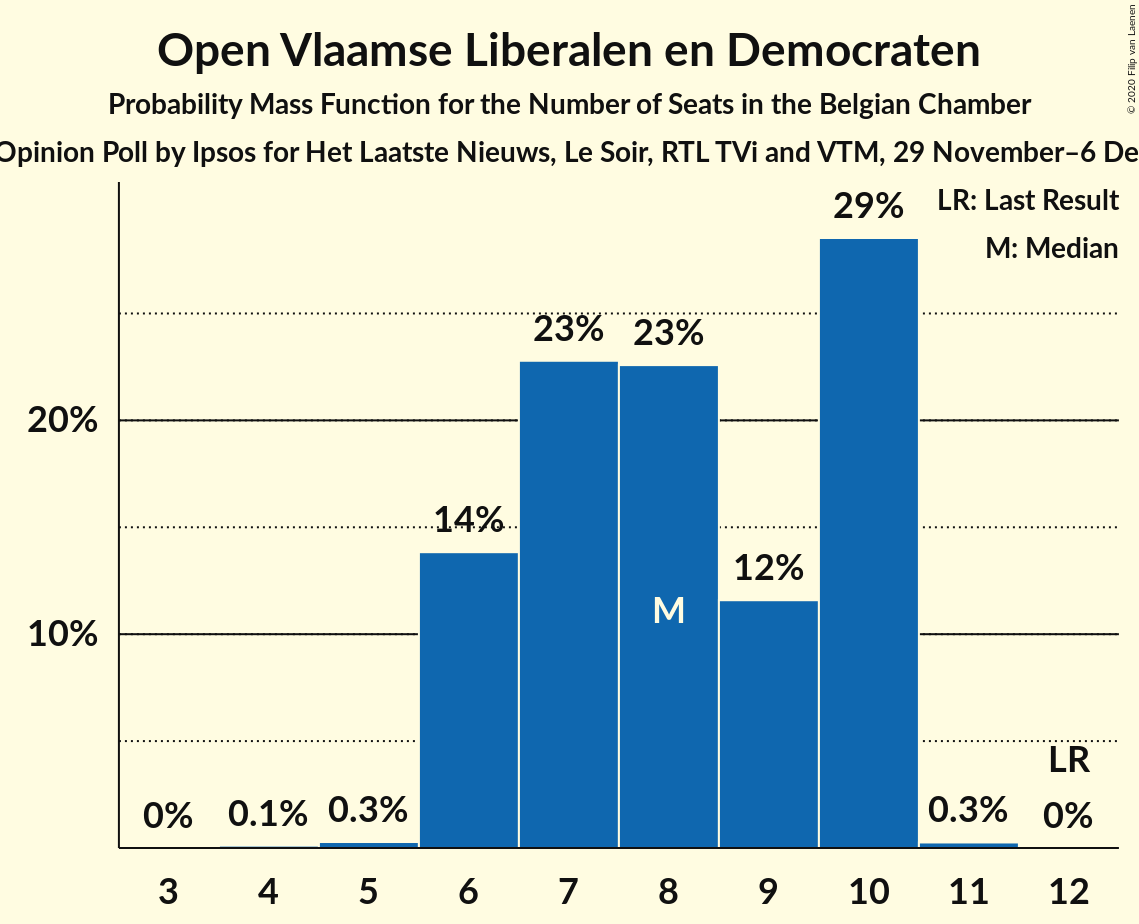 Open Vlaamse Liberalen en Democraten
Probability Mass Function for the Number of Seats in the Belgian Chamber
Opinion Poll by Ipsos for Het Laatste Nieuws, Le Soir, RTL TVi and VTM, 29 November–6 De
© 2020 Filip van Laenen
LR: Last Result
M: Median
29%
23%
23%
20%
14%
12%
M
10%
LR
0%
0.1%
0.3%
0.3%
0%
3 4 5 6 7 8 9 10 11 12